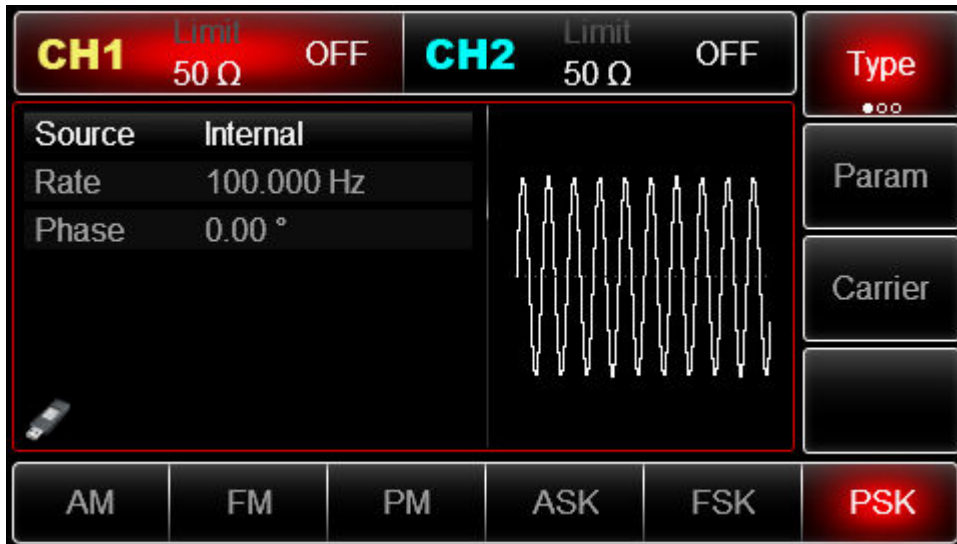 CH1 Limit 50 Ω OFF CH2 Limit 50 Ω OFF
Type
Source Internal
Rate 100.000 Hz
Phase 0.00 °
Param
Carrier
AM FM PM ASK FSK PSK